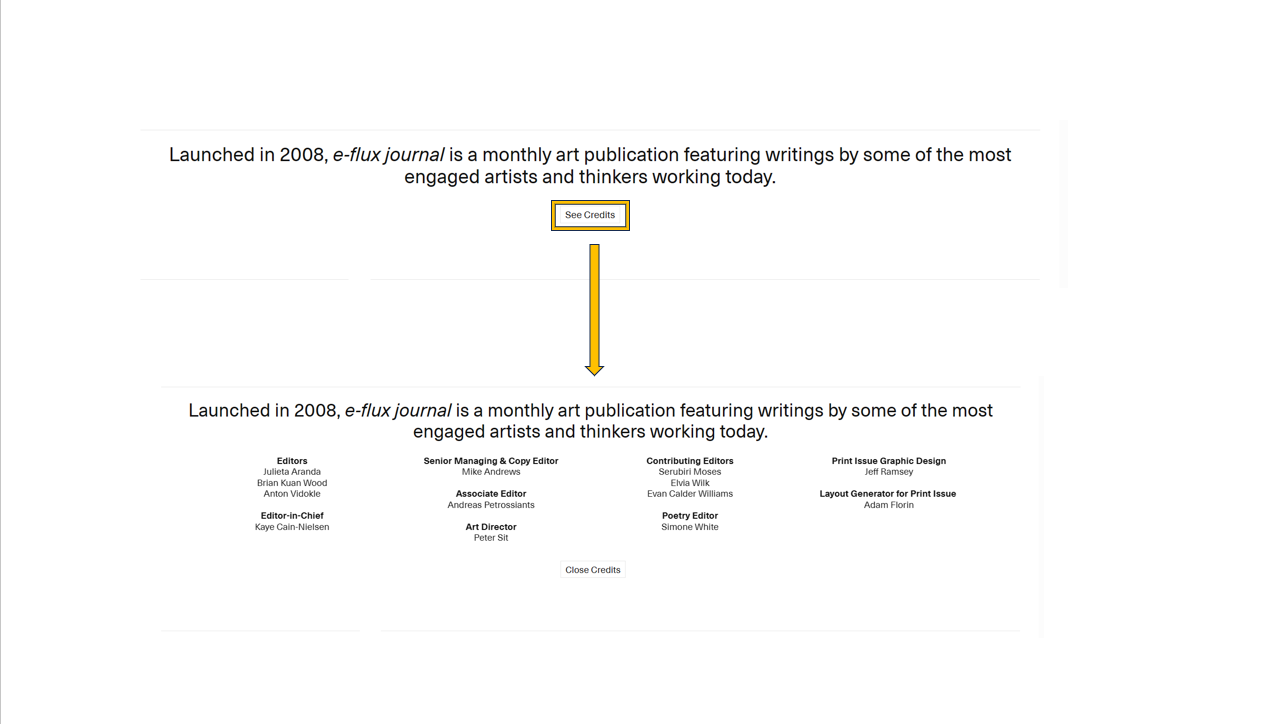 Launched in 2008, e-flux journal is a monthly art publication featuring writings by some of the most
engaged artists and thinkers working today.
See Credits
Launched in 2008, e-flux journal is a monthly art publication featuring writings by some of the most
engaged artists and thinkers working today.
Editors
Julieta Aranda
Brian Kuan Wood
Anton Vidokle
Editor-in-Chief
Kaye Cain-Nielsen
Senior Managing & Copy Editor
Mike Andrews
Associate Editor
Andreas Petrossiants
Art Director
Peter Sit
Contributing Editors
Serubiri Moses
Elvia Wilk
Evan Calder Williams
Poetry Editor
Simone White
Print Issue Graphic Design
Jeff Ramsey
Layout Generator for Print Issue
Adam Florin
Close Credits